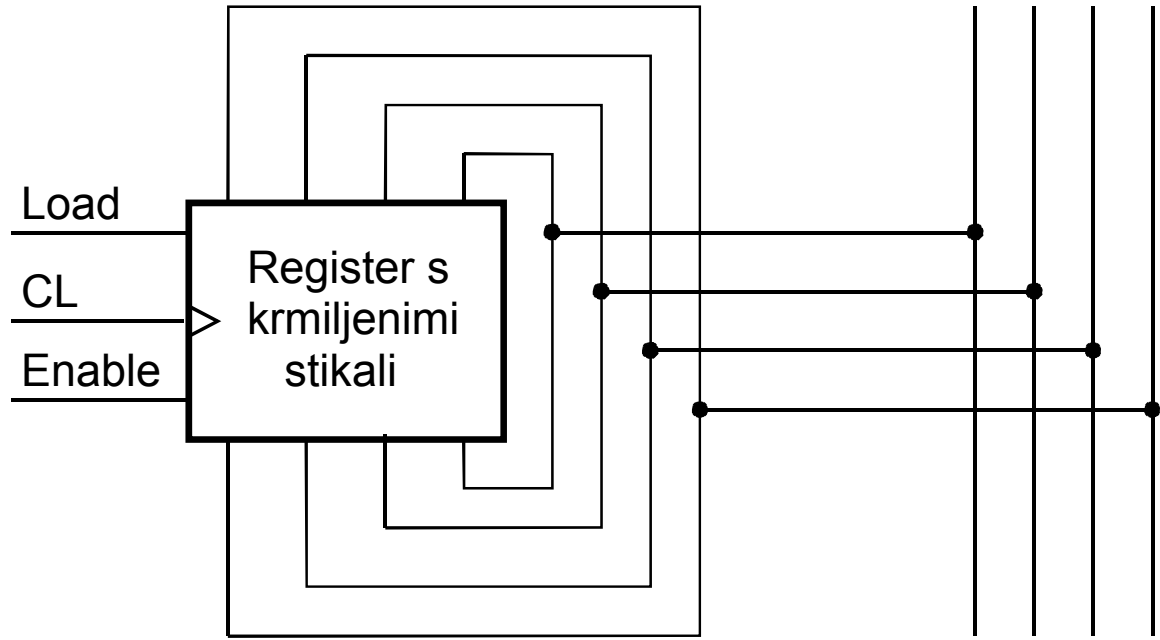 Load
CL
Enable
Register s
krmiljenimi
stikali